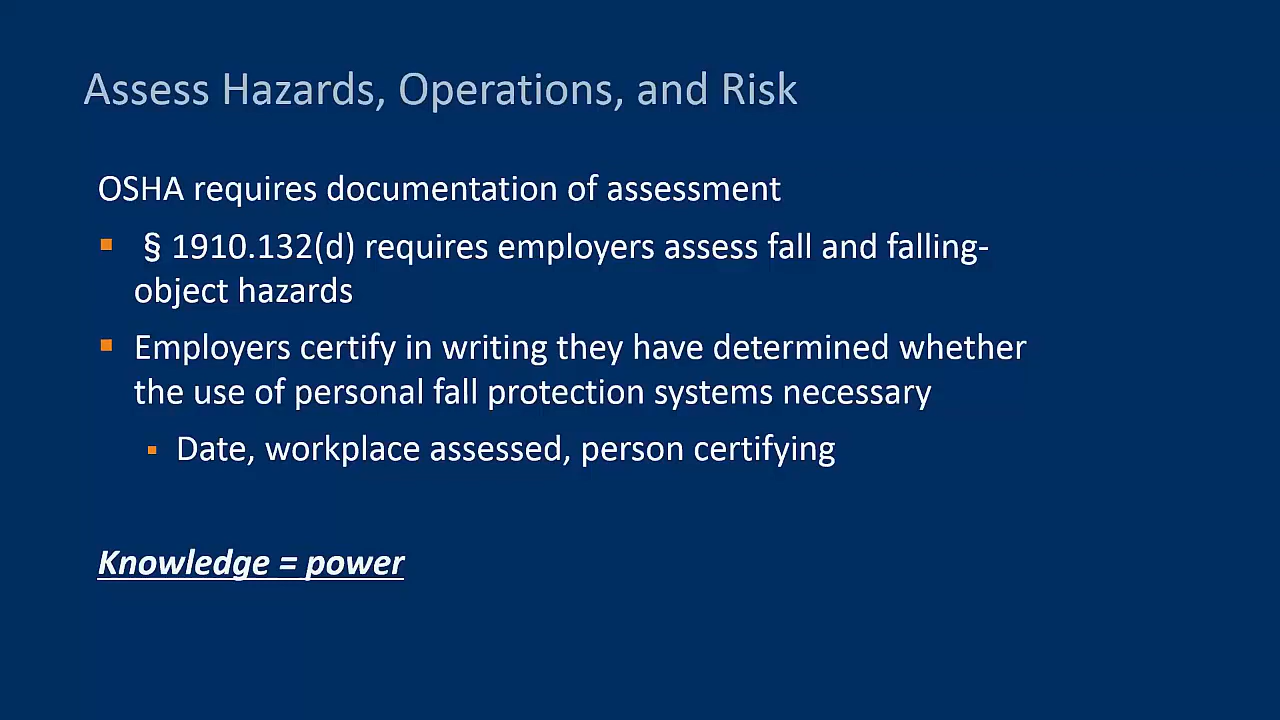 Assess Hazards, Operations, and Risk
OSHA requires documentation of assessment
§ 1910.132(d) requires employers assess fall and falling-
object hazards
Employers certify in writing they have determined whether
the use of personal fall protection systems necessary
Date, workplace assessed, person certifying
Knowledge = power